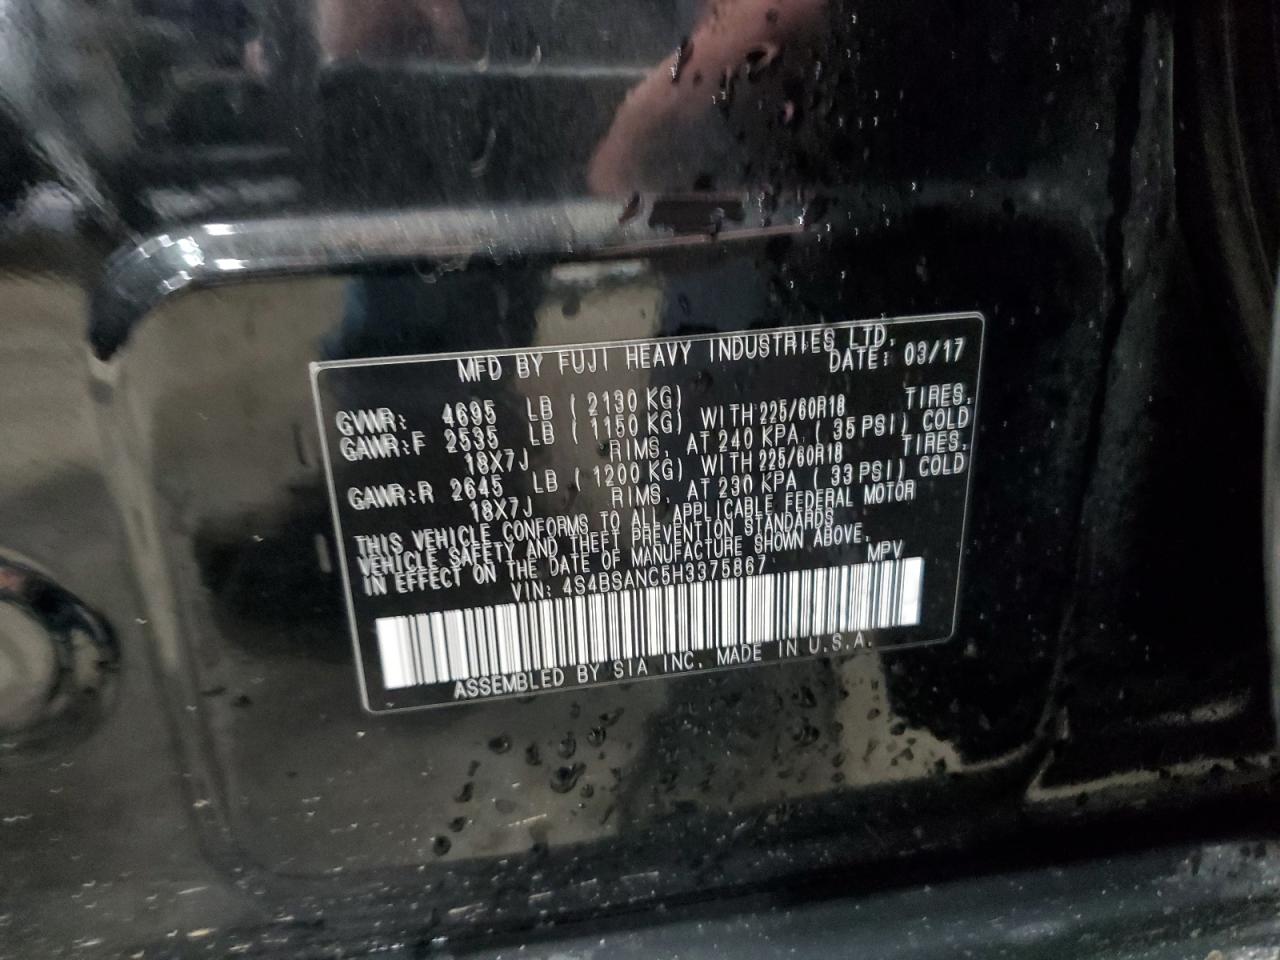 MFD BY FUJI HEAVY INDUSTRIES LTD.
DATE: 03/17
GVWR: 4695 LB ( 2130 KG)
GAWR:F 2535 LB ( 1150 KG) WITH 225/60R18 TIRES,
18X7J RIMS, AT 240 KPA ( 35 PSI) COLD
GAWR:R 2645 LB ( 1200 KG) WITH 225/60R18 TIRES,
18X7J RIMS, AT 230 KPA ( 33 PSI) COLD
THIS VEHICLE CONFORMS TO ALL APPLICABLE FEDERAL MOTOR
VEHICLE SAFETY AND THEFT PREVENTION STANDARDS
IN EFFECT ON THE DATE OF MANUFACTURE SHOWN ABOVE.
VIN: 4S4BSANC5H3375867 MPV
ASSEMBLED BY SIA INC. MADE IN U.S.A.